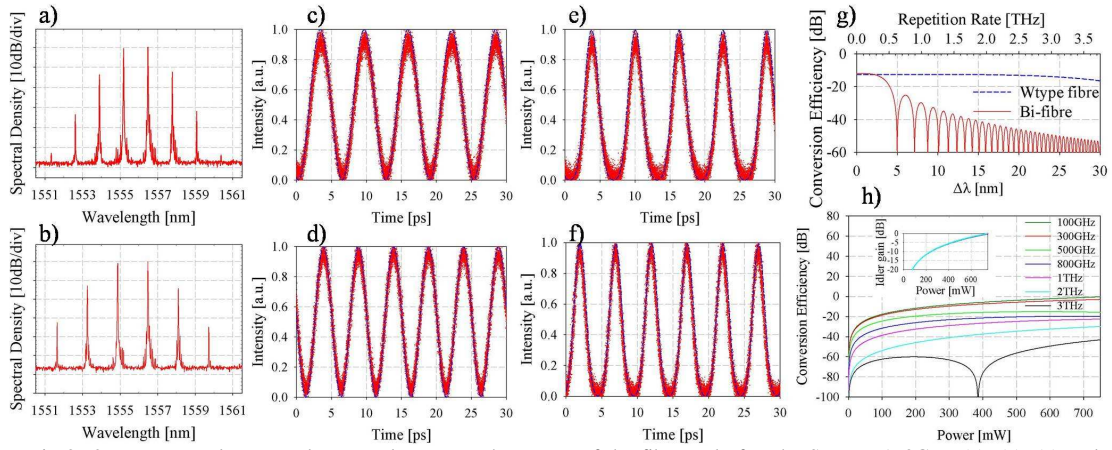 a)
Spectral Density [10dB/div]
1551 1553 1555 1557 1559 1561
Wavelength [nm]
b)
Spectral Density [10dB/div]
1551 1553 1555 1557 1559 1561
Wavelength [nm]
c)
Intensity [a.u.]
1.0
0.8
0.6
0.4
0.2
0.0
0 5 10 15 20 25 30
Time [ps]
d)
Intensity [a.u.]
1.0
0.8
0.6
0.4
0.2
0.0
0 5 10 15 20 25 30
Time [ps]
e)
Intensity [a.u.]
1.0
0.8
0.6
0.4
0.2
0.0
0 5 10 15 20 25 30
Time [ps]
f)
Intensity [a.u.]
1.0
0.8
0.6
0.4
0.2
0.0
0 5 10 15 20 25 30
Time [ps]
g)
Repetition Rate [THz]
0.0 0.5 1.0 1.5 2.0 2.5 3.0 3.5
Conversion Efficiency [dB]
0
-20
-40
-60
Wtype fibre
Bi-fibre
0 5 10 15 20 25 30
Δλ [nm]
h)
Conversion Efficiency [dB]
80
60
40
20
0
-20
-40
-60
-80
-100
Idler gain [dB]
0
-5
-10
-15
-20
200 400 600
Power [mW]
100GHz
300GHz
500GHz
800GHz
1THz
2THz
3THz
0 100 200 300 400 500 600 700
Power [mW]